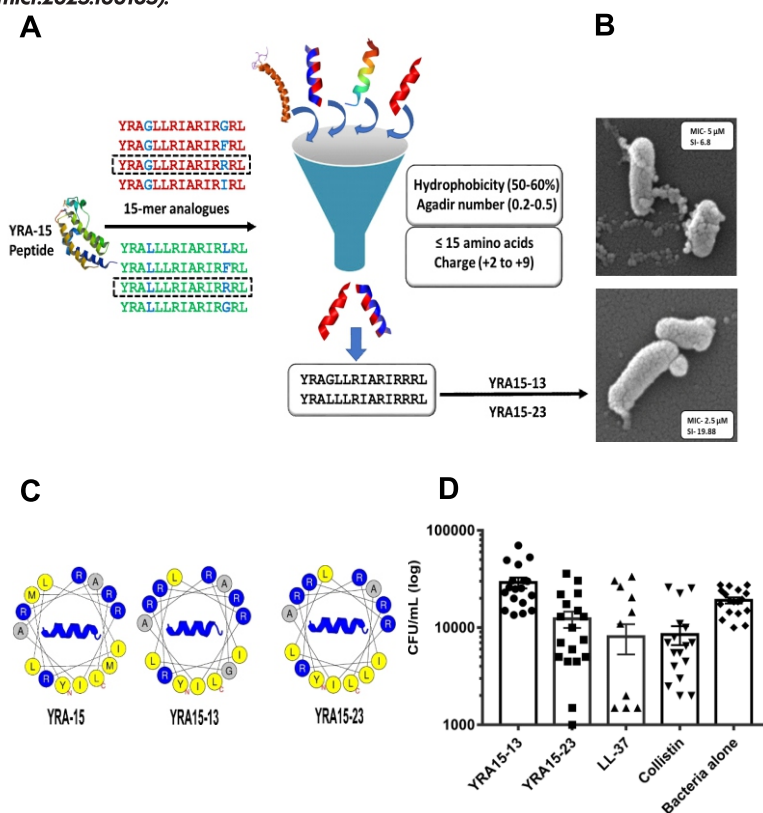 A
B
YRAGLLRIARIRGRL
YRAGLLRIARIRFRL
YRAGLLRIARIRRRL
YRAGLLRIARIRIRL
15-mer analogues
YRA-15
Peptide
YRALLLRIARIRLRL
YRALLLRIARIRFRL
YRALLLRIARIRRRL
YRALLLRIARIRGRL
Hydrophobicity (50-60%)
Agadir number (0.2-0.5)
≤ 15 amino acids
Charge (+2 to +9)
YRAGLLRIARIRRRL
YRALLLRIARIRRRL
YRA15-13
YRA15-23
MIC- 5 µM
SI- 6.8
MIC- 2.5 µM
SI- 19.88
C
R A R R I M L I Y R L A R M L
N C
YRA-15
R A R R I G L I Y R L A R R L
N C
YRA15-13
R A R R I L L I Y R L A R R L
N C
YRA15-23
D
CFU/mL (log)
100000
10000
1000
YRA15-13
YRA15-23
LL-37
Collistin
Bacteria alone